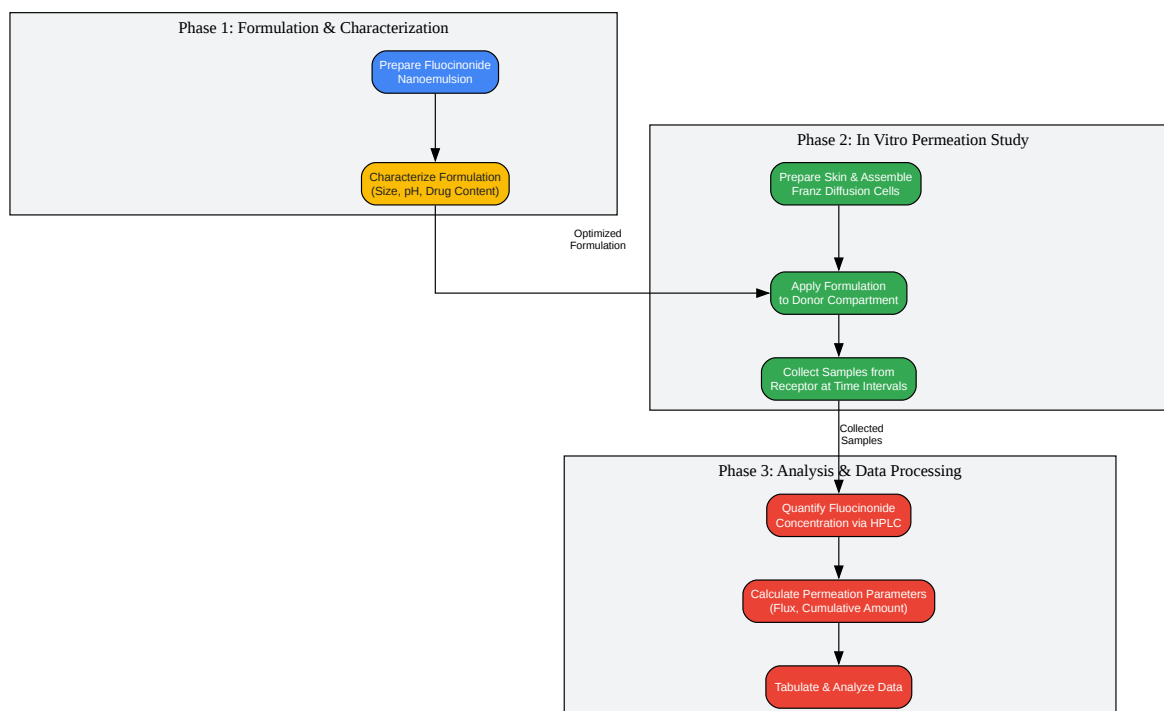 Phase 1: Formulation & Characterization
Prepare Fluocinonide
Nanoemulsion
Characterize Formulation
(Size, pH, Drug Content)
Optimized
Formulation
Phase 2: In Vitro Permeation Study
Prepare Skin & Assemble
Franz Diffusion Cells
Apply Formulation
to Donor Compartment
Collect Samples from
Receptor at Time Intervals
Collected
Samples
Phase 3: Analysis & Data Processing
Quantify Fluocinonide
Concentration via HPLC
Calculate Permeation Parameters
(Flux, Cumulative Amount)
Tabulate & Analyze Data